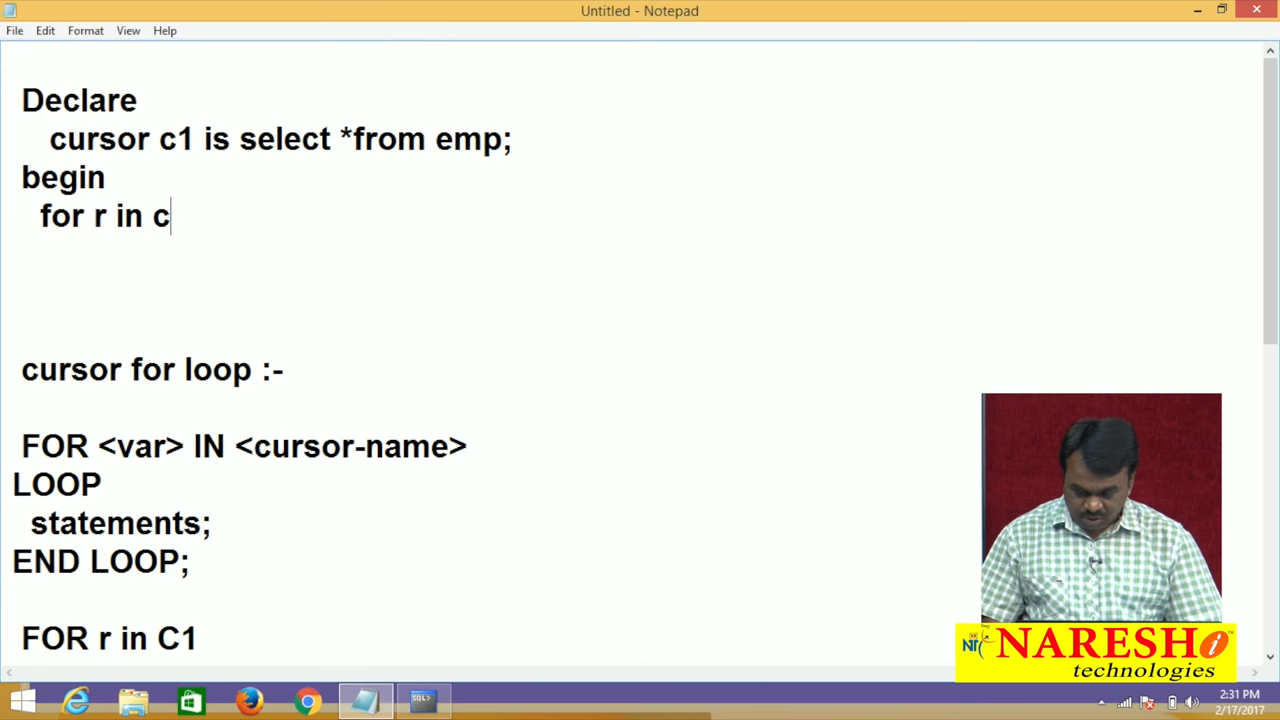 Untitled - Notepad
File Edit Format View Help
Declare
cursor c1 is select *from emp;
begin
for r in c
cursor for loop :-
FOR <var> IN <cursor-name>
LOOP
statements;
END LOOP;
FOR r in C1
NARESH i
technologies
SQL>
2:31 PM
2/17/2017